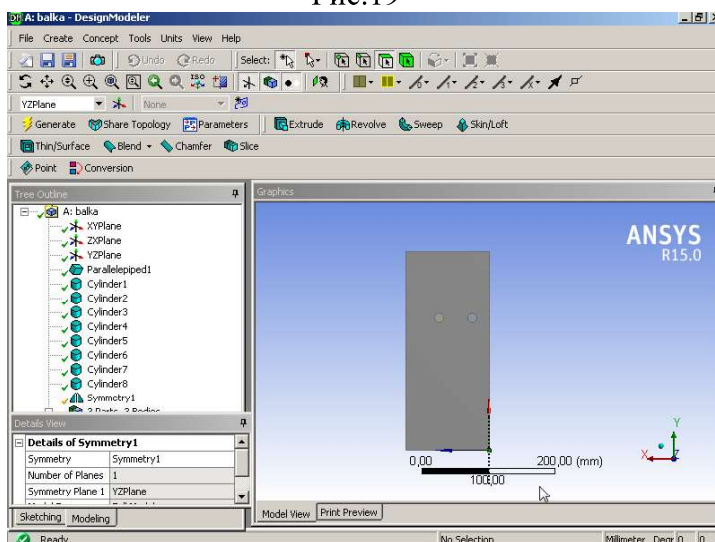 Рис.19
A: balka - DesignModeler
File Create Concept Tools Units View Help
Undo Redo Select:
ISO
YZPlane None
Generate Share Topology Parameters Extrude Revolve Sweep Skin/Loft
Thin/Surface Blend Chamfer Slice
Point Conversion
Tree Outline
A: balka
XYPlane
ZXPlane
YZPlane
Parallelepiped1
Cylinder1
Cylinder2
Cylinder3
Cylinder4
Cylinder5
Cylinder6
Cylinder7
Cylinder8
Symmetry1
Details View
Details of Symmetry1
Symmetry Symmetry1
Number of Planes 1
Symmetry Plane 1 YZPlane
Sketching Modeling
Graphics
ANSYS
R15.0
Y
X Z
0,00 200,00 (mm)
100,00
Model View Print Preview
Ready No Selection Millimeter Degr 0 0